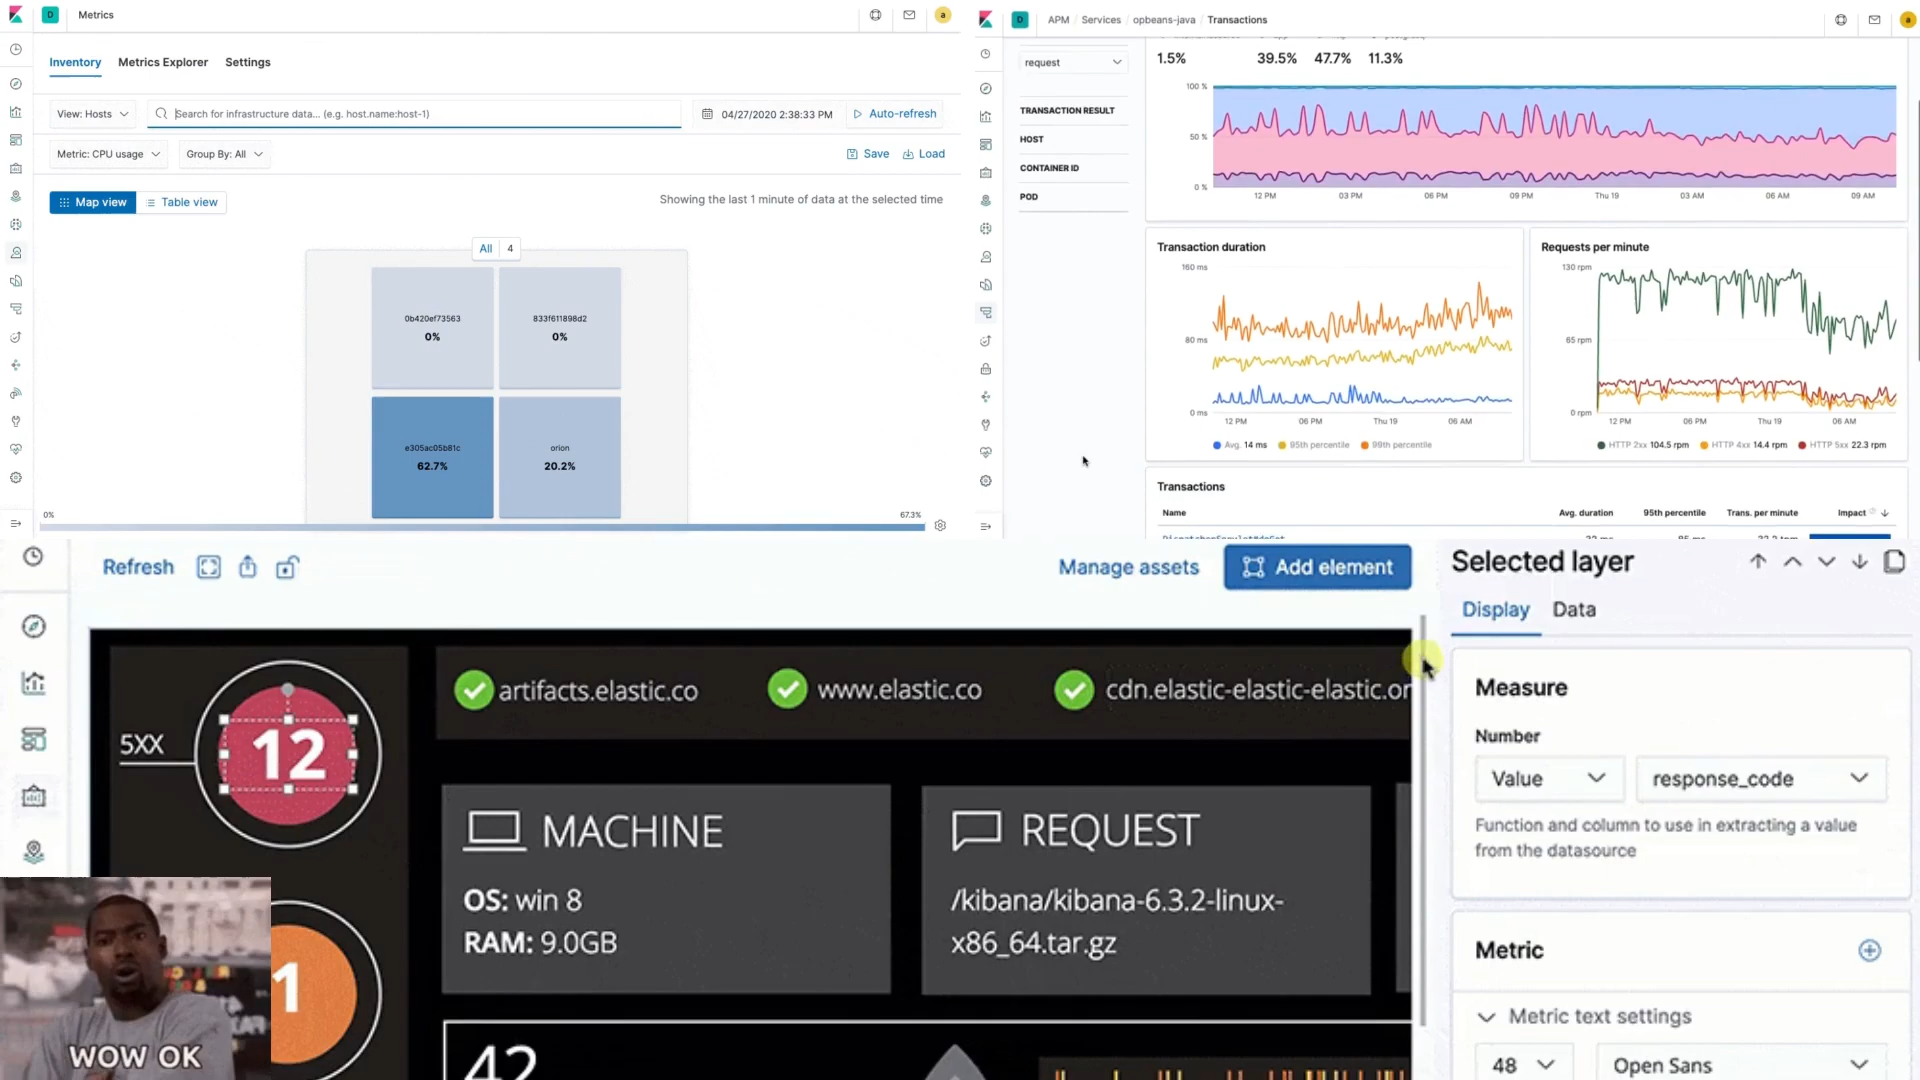 D Metrics a
Inventory Metrics Explorer Settings
View: Hosts Search for infrastructure data... (e.g. host.name:host-1) 04/27/2020 2:38:33 PM Auto-refresh
Metric: CPU usage Group By: All Save Load
Map view Table view Showing the last 1 minute of data at the selected time
All 4
0b420ef73563
0%
833f611898d2
0%
e305ac05b81c
62.7%
orion
20.2%
0% 67.3%
D APM / Services / opbeans-java / Transactions a
request
TRANSACTION RESULT
HOST
CONTAINER ID
POD
1.5% 39.5% 47.7% 11.3%
100 %
50 %
0 %
12 PM 03 PM 06 PM 09 PM Thu 19 03 AM 06 AM 09 AM
Transaction duration
160 ms
80 ms
0 ms
12 PM 06 PM Thu 19 06 AM
Avg. 14 ms 95th percentile 99th percentile
Requests per minute
130 rpm
65 rpm
0 rpm
12 PM 06 PM Thu 19 06 AM
HTTP 2xx 104.5 rpm HTTP 4xx 14.4 rpm HTTP 5xx 22.3 rpm
Transactions
Name Avg. duration 95th percentile Trans. per minute Impact
Refresh Manage assets Add element
5XX
12
artifacts.elastic.co www.elastic.co cdn.elastic-elastic-elastic.or
MACHINE
OS: win 8
RAM: 9.0GB
REQUEST
/kibana/kibana-6.3.2-linux-
x86_64.tar.gz
1
42
WOW OK
Selected layer
Display Data
Measure
Number
Value response_code
Function and column to use in extracting a value
from the datasource
Metric
Metric text settings
48 Open Sans